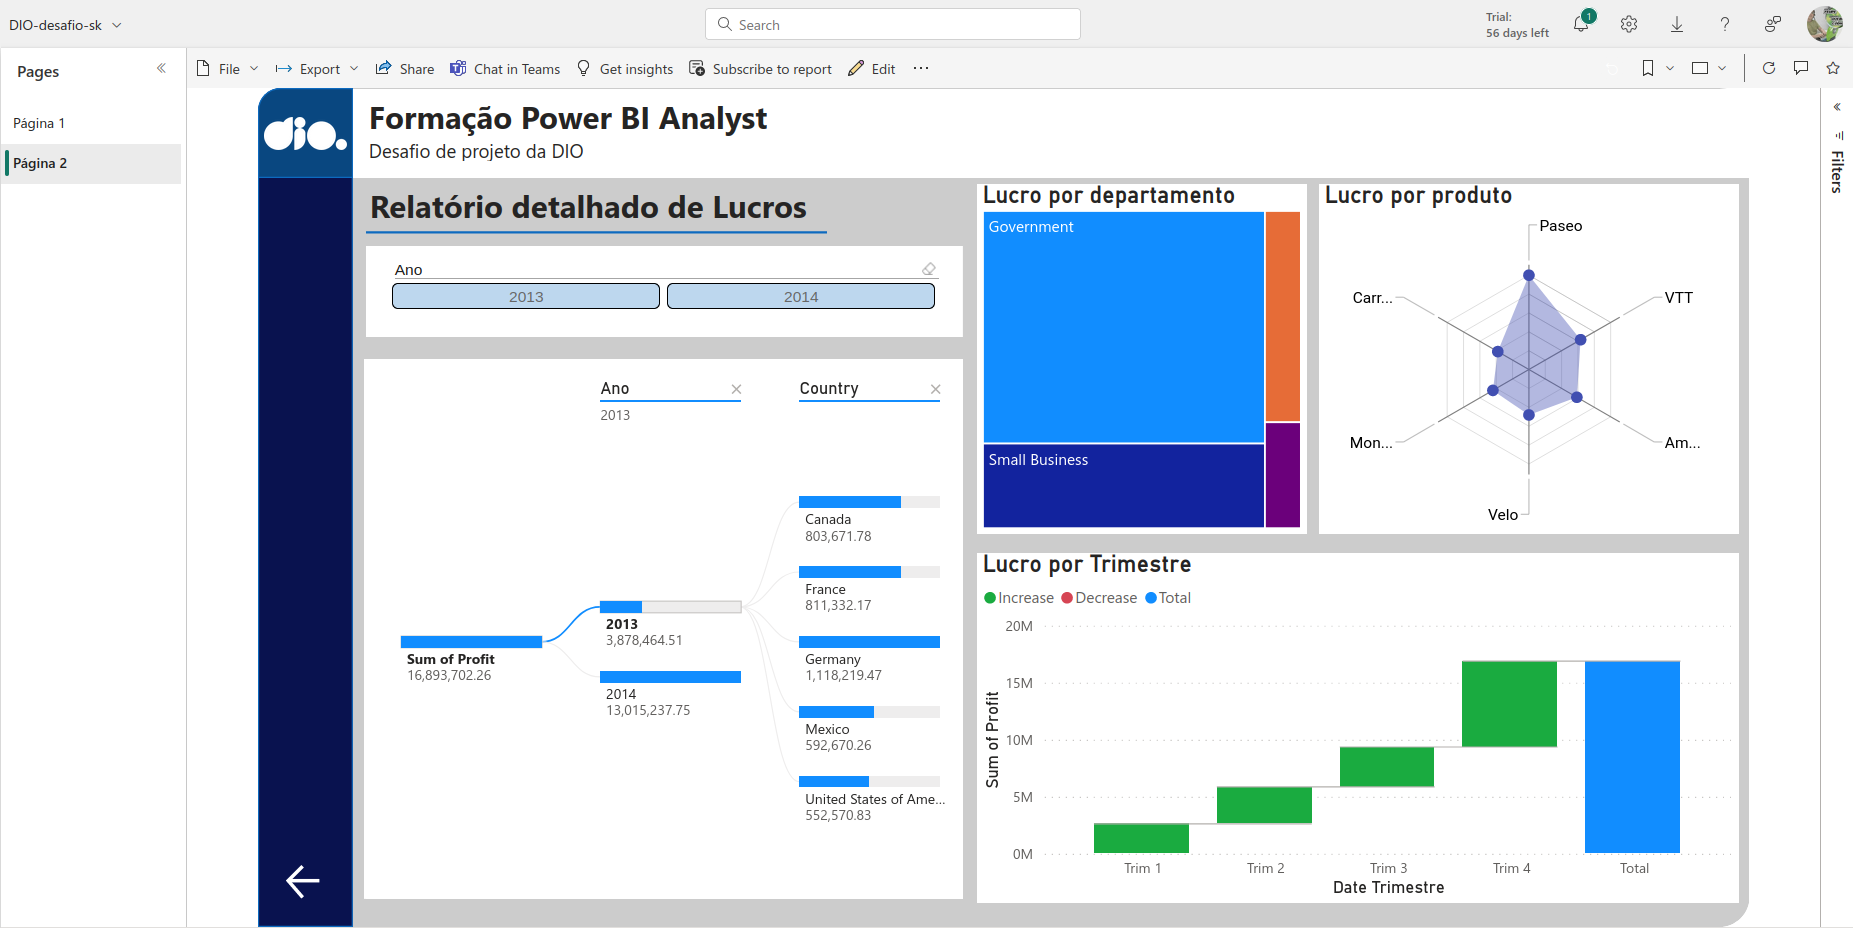 DIO-desafio-sk
Search
Trial:
56 days left
1
Pages
File
Export
Share
Chat in Teams
Get insights
Subscribe to report
Edit
Página 1
Página 2
Filters
dio.
Formação Power BI Analyst
Desafio de projeto da DIO
Relatório detalhado de Lucros
Ano
2013
2014
Ano
2013
Country
Sum of Profit
16,893,702.26
2013
3,878,464.51
2014
13,015,237.75
Canada
803,671.78
France
811,332.17
Germany
1,118,219.47
Mexico
592,670.26
United States of Ame...
552,570.83
Lucro por departamento
Government
Small Business
Lucro por produto
Paseo
VTT
Am...
Velo
Mon...
Carr...
Lucro por Trimestre
Increase
Decrease
Total
Sum of Profit
20M
15M
10M
5M
0M
Trim 1
Trim 2
Trim 3
Trim 4
Total
Date Trimestre